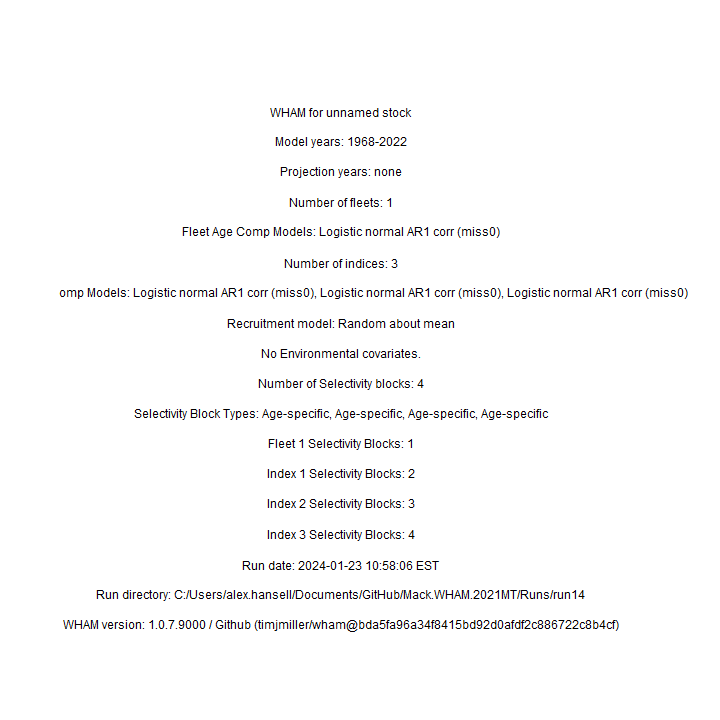 WHAM for unnamed stock
Model years: 1968-2022
Projection years: none
Number of fleets: 1
Fleet Age Comp Models: Logistic normal AR1 corr (miss0)
Number of indices: 3
omp Models: Logistic normal AR1 corr (miss0), Logistic normal AR1 corr (miss0), Logistic normal AR1 corr (miss0)
Recruitment model: Random about mean
No Environmental covariates.
Number of Selectivity blocks: 4
Selectivity Block Types: Age-specific, Age-specific, Age-specific, Age-specific
Fleet 1 Selectivity Blocks: 1
Index 1 Selectivity Blocks: 2
Index 2 Selectivity Blocks: 3
Index 3 Selectivity Blocks: 4
Run date: 2024-01-23 10:58:06 EST
Run directory: C:/Users/alex.hansell/Documents/GitHub/Mack.WHAM.2021MT/Runs/run14
WHAM version: 1.0.7.9000 / Github (timjmiller/wham@bda5fa96a34f8415bd92d0afdf2c886722c8b4cf)